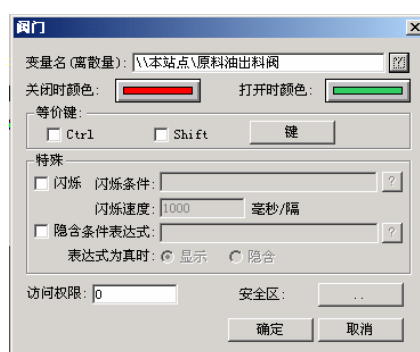 阀门
变量名(离散量): \\本站点\原料油出料阀 ?
关闭时颜色: 打开时颜色:
等价键:
Ctrl Shift 键
特殊
闪烁 闪烁条件: ?
闪烁速度: 1000 毫秒/隔
隐含条件表达式: ?
表达式为真时: 显示 隐含
访问权限: 0 安全区: ..
确定 取消